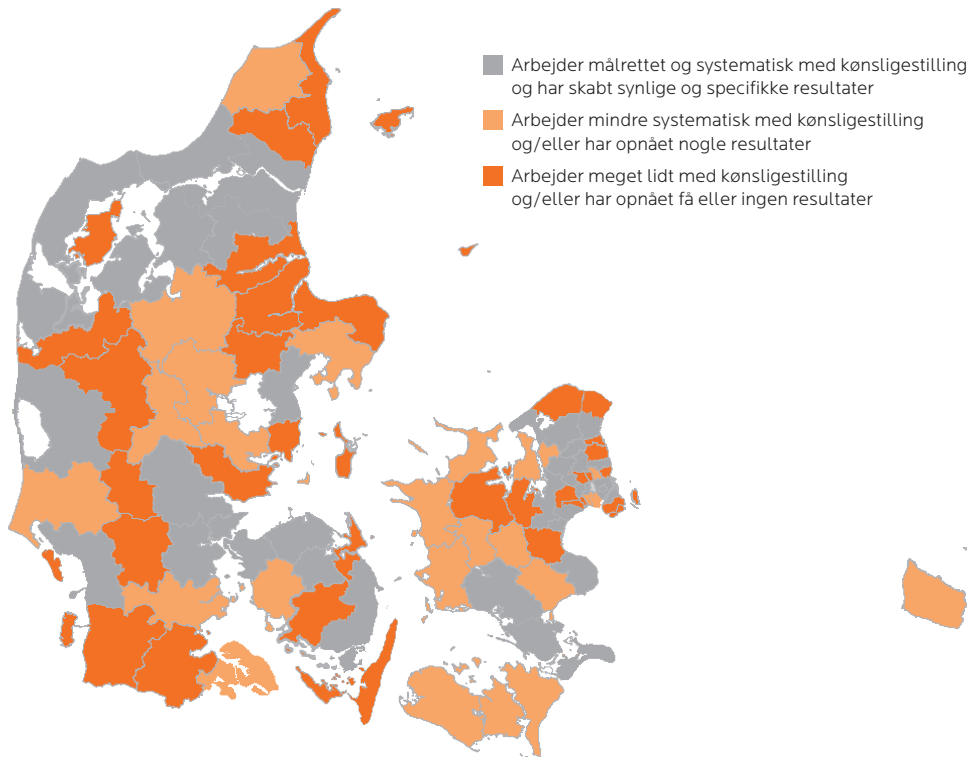 Arbejder målrettet og systematisk med kønsligestilling
og har skabt synlige og specifikke resultater
Arbejder mindre systematisk med kønsligestilling
og/eller har opnået nogle resultater
Arbejder meget lidt med kønsligestilling
og/eller har opnået få eller ingen resultater